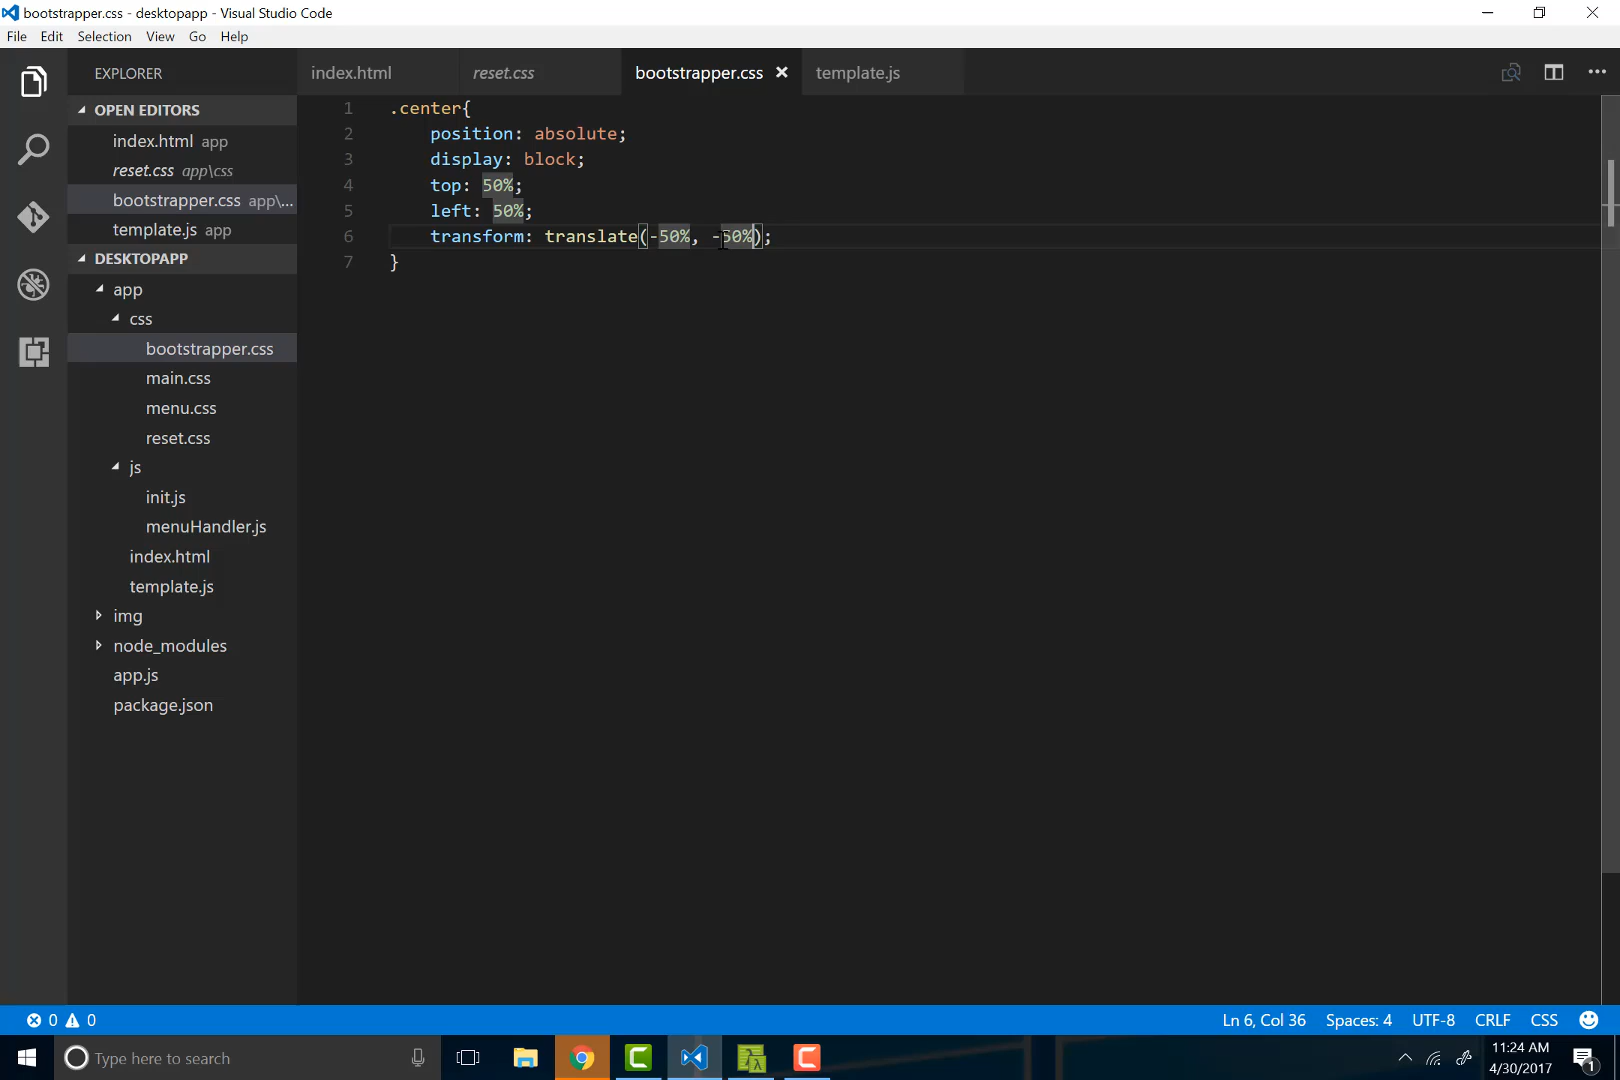 bootstrapper.css - desktopapp - Visual Studio Code
File Edit Selection View Go Help
EXPLORER
index.html reset.css bootstrapper.css template.js
OPEN EDITORS
index.html app
reset.css app\css
bootstrapper.css app\...
template.js app
DESKTOPAPP
app
css
bootstrapper.css
main.css
menu.css
reset.css
js
init.js
menuHandler.js
index.html
template.js
img
node_modules
app.js
package.json
1 .center{
2 position: absolute;
3 display: block;
4 top: 50%;
5 left: 50%;
6 transform: translate(-50%, -50%);
7 }
0 0 Ln 6, Col 36 Spaces: 4 UTF-8 CRLF CSS
Type here to search
11:24 AM
4/30/2017
1